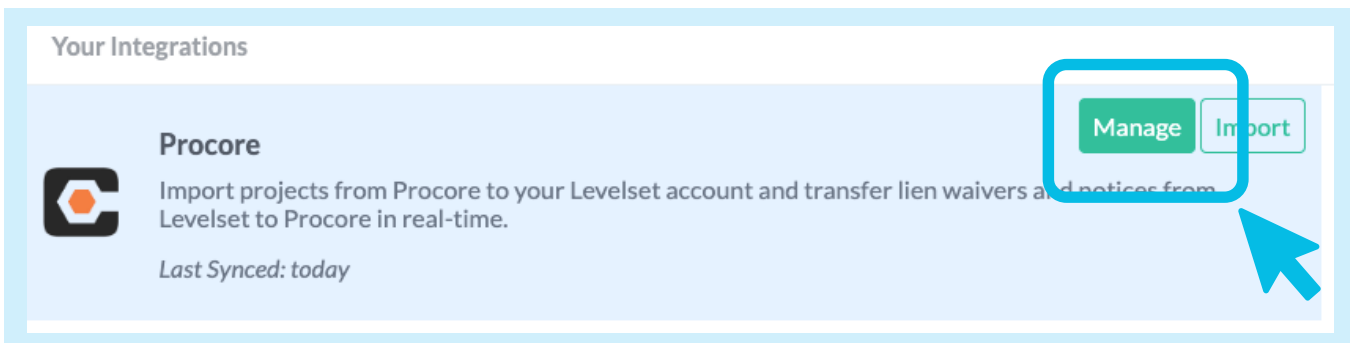 Your Integrations
Manage
Import
Procore
Import projects from Procore to your Levelset account and transfer lien waivers and notices from
Levelset to Procore in real-time.
Last Synced: today